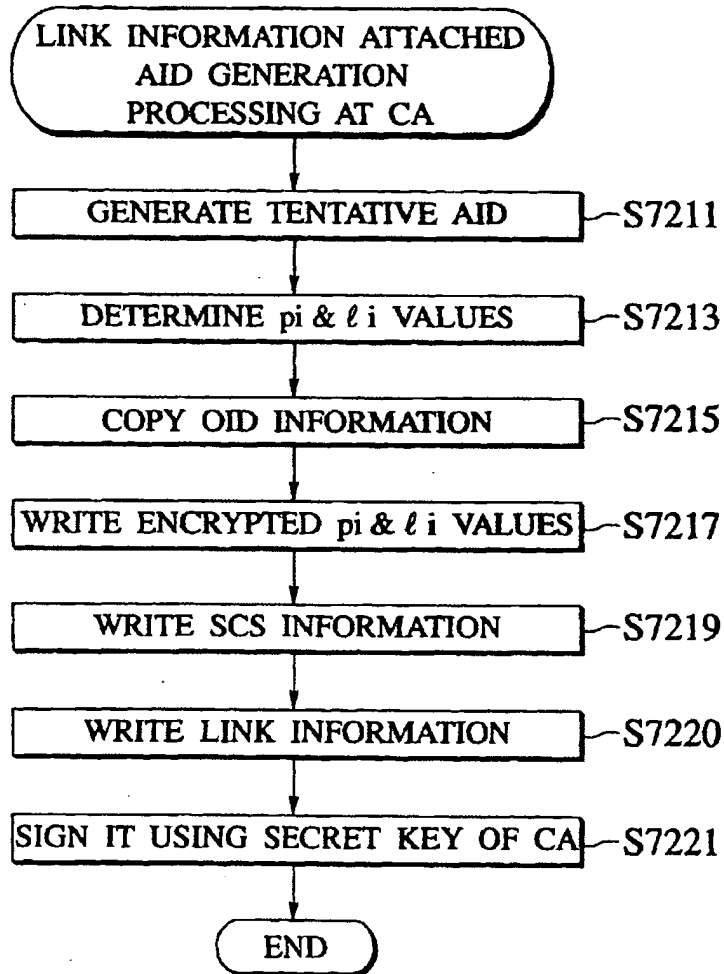 LINK INFORMATION ATTACHED
AID GENERATION
PROCESSING AT CA
GENERATE TENTATIVE AID
S7211
DETERMINE pi & ℓ i VALUES
S7213
COPY OID INFORMATION
S7215
WRITE ENCRYPTED pi & ℓ i VALUES
S7217
WRITE SCS INFORMATION
S7219
WRITE LINK INFORMATION
S7220
SIGN IT USING SECRET KEY OF CA
S7221
END